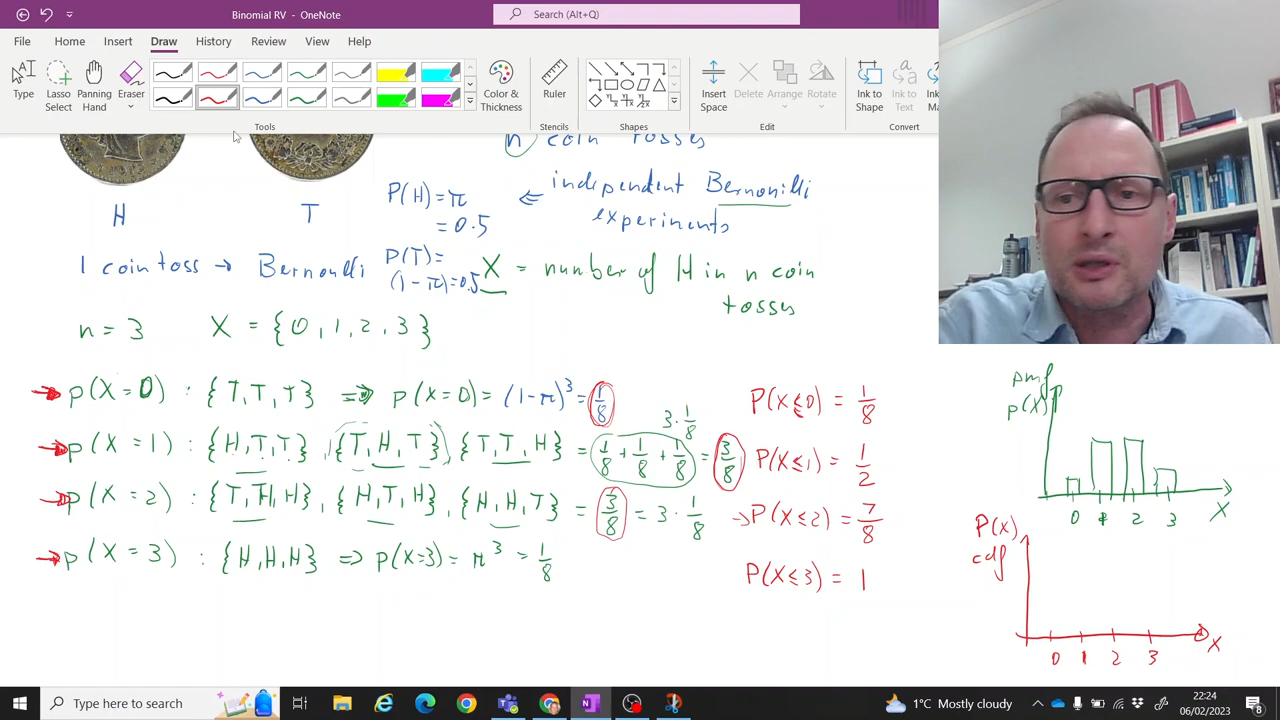 Binomial RV - OneNote
Search (Alt+Q)
File Home Insert Draw History Review View Help
Type
Lasso Select
Panning Hand
Eraser
Color & Thickness
Ruler
Insert Space
Delete
Arrange
Rotate
Ink to Shape
Ink to Text
Tools
Stencils
Shapes
Edit
Convert
n coin tosses
P(H)=π
= 0.5
⇐ independent Bernoulli
experiments
H
T
1 coin toss → Bernoulli
P(T)=
(1-π)=0.5
X = number of H in n coin
tosses
n = 3 X = {0, 1, 2, 3}
p(X=0) : {T,T,T} ⇒ p(X=0) = (1-π)³ = 1/8
3·1/8
p(X=1) : {H,T,T}, {T,H,T}, {T,T,H} = 1/8 + 1/8 + 1/8 = 3/8
p(X=2) : {T,H,H}, {H,T,H}, {H,H,T} = 3/8 = 3·1/8
p(X=3) : {H,H,H} ⇒ p(X=3) = π³ = 1/8
P(X≤0) = 1/8
P(X≤1) = 1/2
→P(X≤2) = 7/8
P(X≤3) = 1
pmf
p(X)
0 1 2 3 X
P(X)
cdf
0 1 2 3 X
Type here to search
1°C Mostly cloudy
22:24
06/02/2023
8